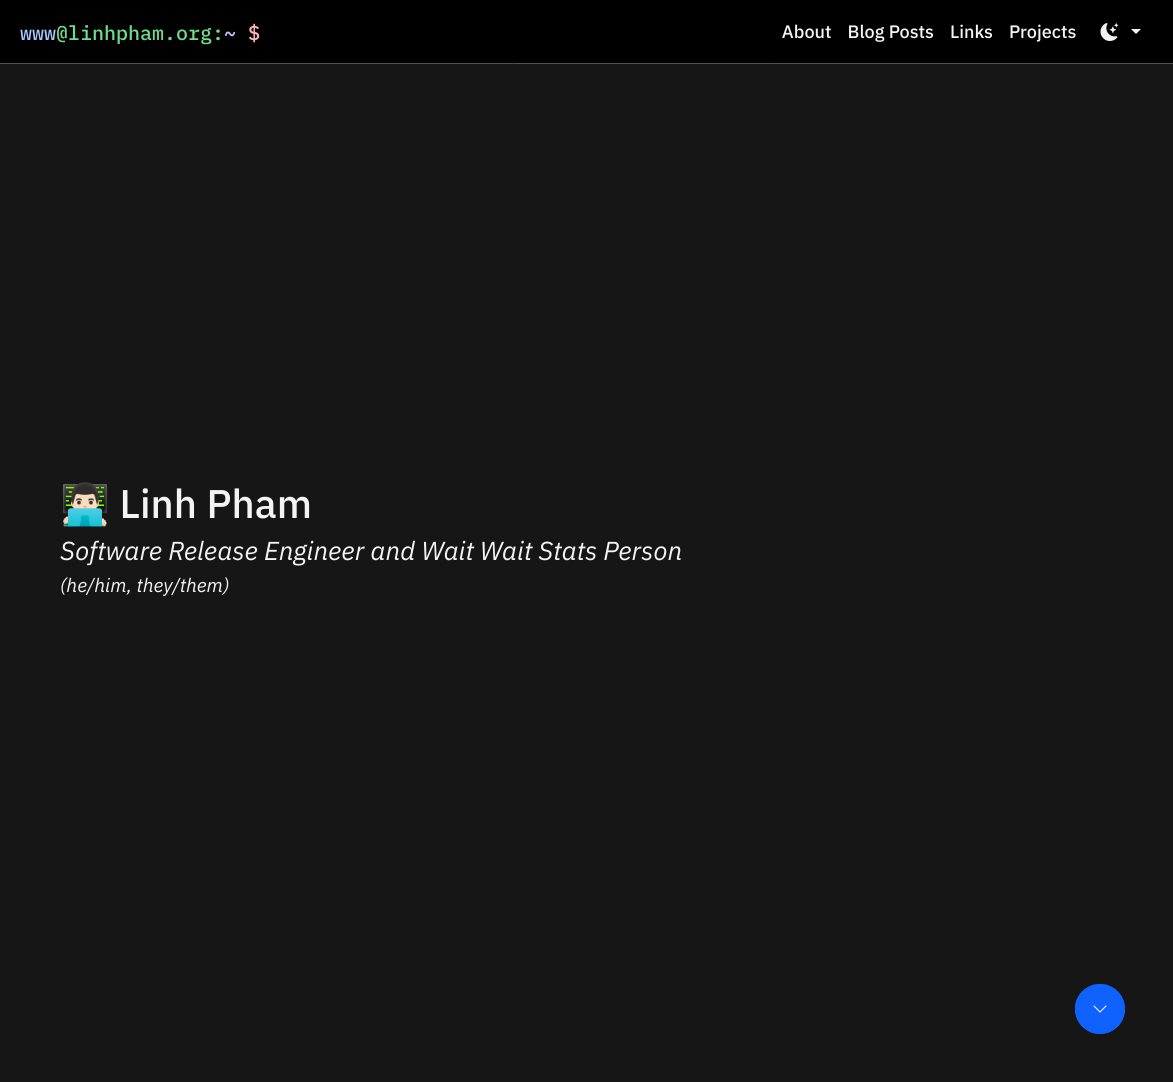 www@linhpham.org:~ $
About Blog Posts Links Projects
Linh Pham
Software Release Engineer and Wait Wait Stats Person
(he/him, they/them)